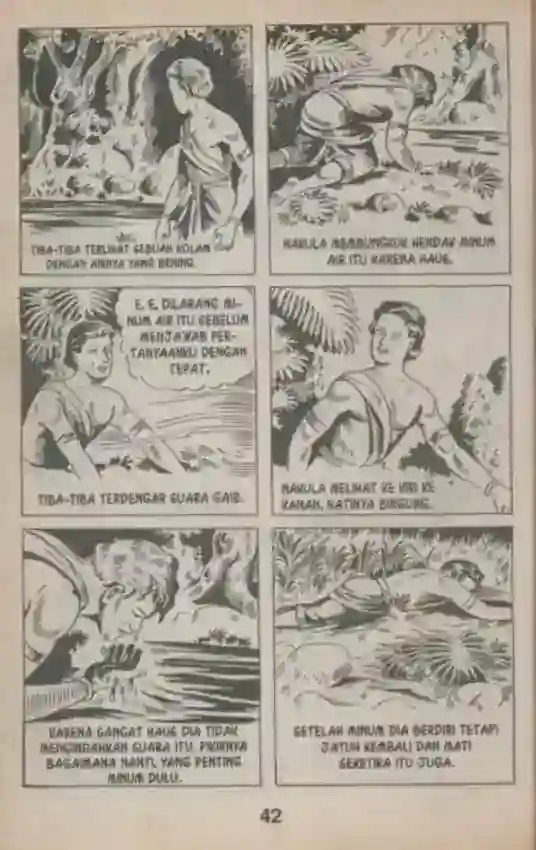 TIBA-TIBA TERLIHAT SEBUAH KOLAM
DENGAN AIRNYA YANG BENING.
NAKULA MEMBUNGKUK HENDAK MINUM
AIR ITU KARENA HAUS.
E, E, DILARANG MI-
NUM AIR ITU SEBELUM
MENJAWAB PER-
TANYAANKU DENGAN
TEPAT.
TIBA-TIBA TERDENGAR SUARA GAIB.
NAKULA MELIHAT KE KIRI KE
KANAN. HATINYA BINGUNG.
KARENA SANGAT HAUS DIA TIDAK
MENGINDAHKAN SUARA ITU. PIKIRNYA
BAGAIMANA NANTI, YANG PENTING
MINUM DULU.
SETELAH MINUM DIA BERDIRI TETAPI
JATUH KEMBALI DAN MATI
SEKETIKA ITU JUGA.
42